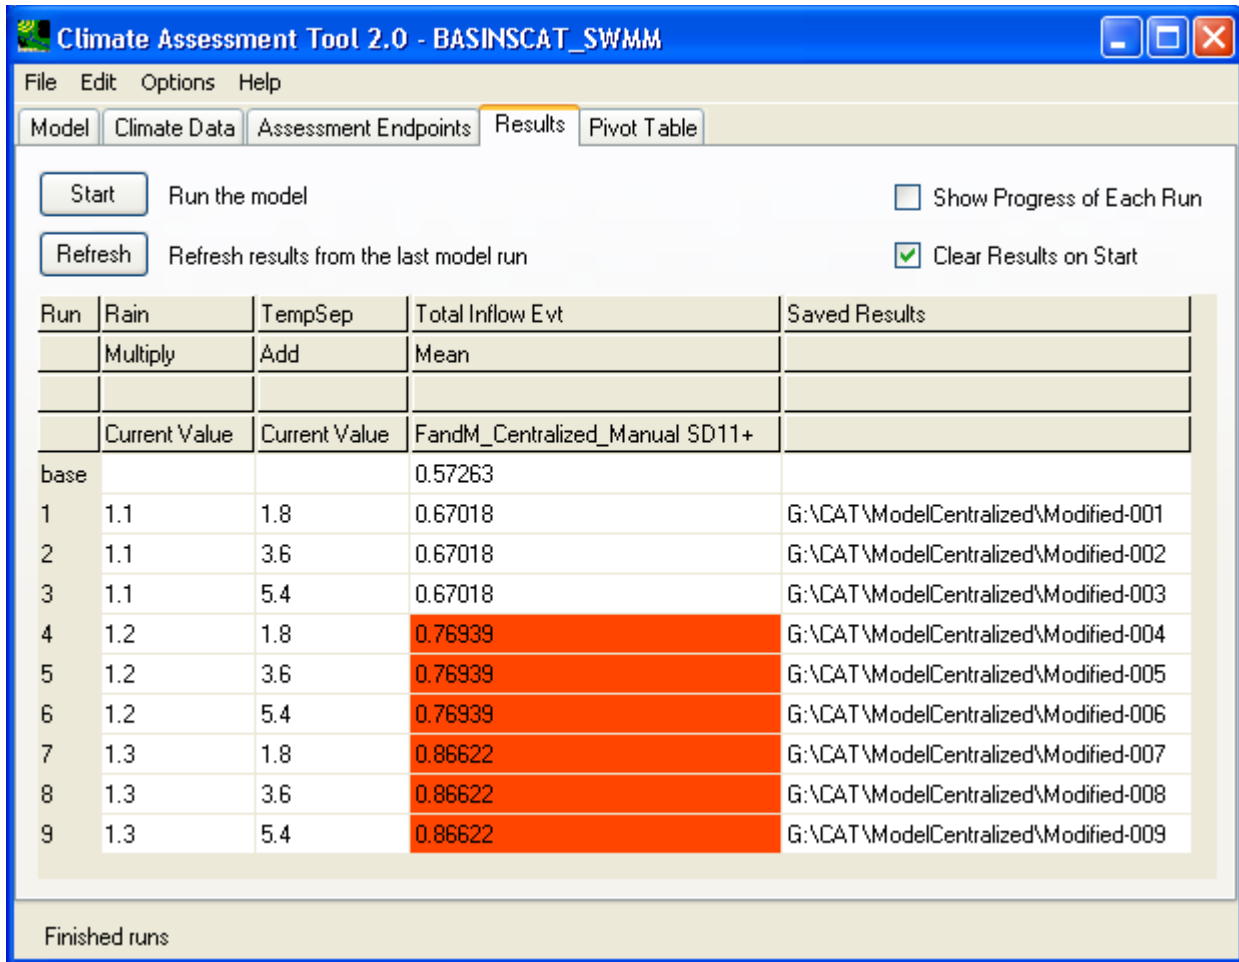 Climate Assessment Tool 2.0 - BASINSCAT_SWMM
File Edit Options Help
Model Climate Data Assessment Endpoints Results Pivot Table
Start Run the model Show Progress of Each Run
Refresh Refresh results from the last model run Clear Results on Start
Run Rain TempSep Total Inflow Evt Saved Results
Multiply Add Mean
Current Value Current Value FandM_Centralized_Manual SD11+
base 0.57263
1 1.1 1.8 0.67018 G:\CAT\ModelCentralized\Modified-001
2 1.1 3.6 0.67018 G:\CAT\ModelCentralized\Modified-002
3 1.1 5.4 0.67018 G:\CAT\ModelCentralized\Modified-003
4 1.2 1.8 0.76939 G:\CAT\ModelCentralized\Modified-004
5 1.2 3.6 0.76939 G:\CAT\ModelCentralized\Modified-005
6 1.2 5.4 0.76939 G:\CAT\ModelCentralized\Modified-006
7 1.3 1.8 0.86622 G:\CAT\ModelCentralized\Modified-007
8 1.3 3.6 0.86622 G:\CAT\ModelCentralized\Modified-008
9 1.3 5.4 0.86622 G:\CAT\ModelCentralized\Modified-009
Finished runs